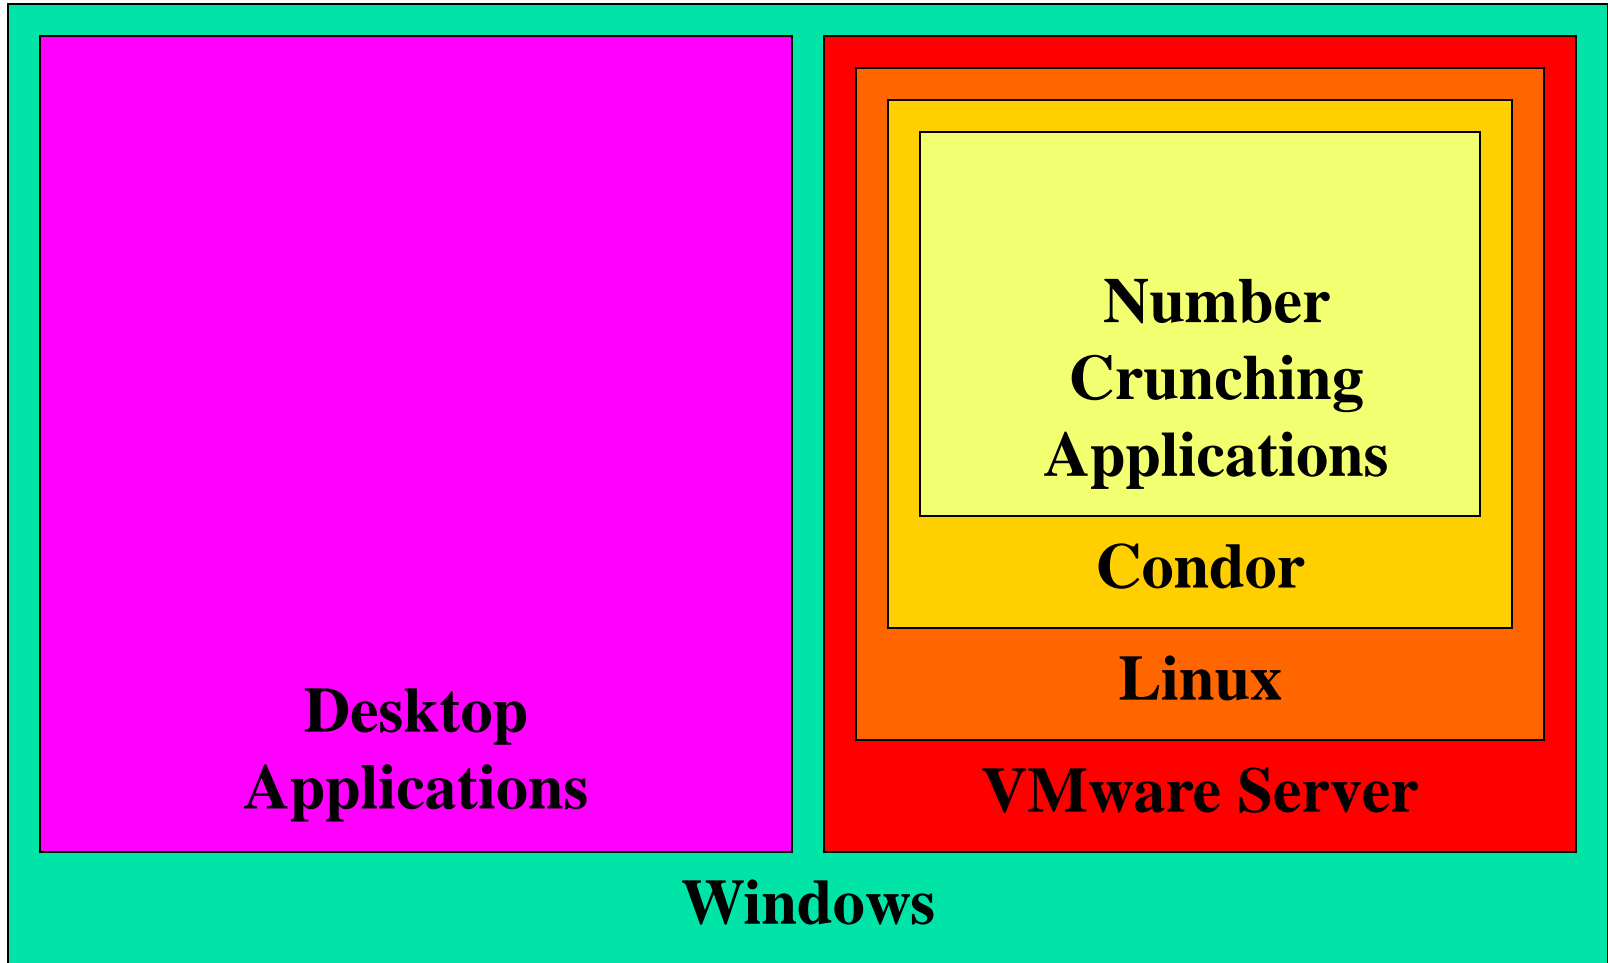 Desktop
Applications
Number
Crunching
Applications
Condor
Linux
VMware Server
Windows